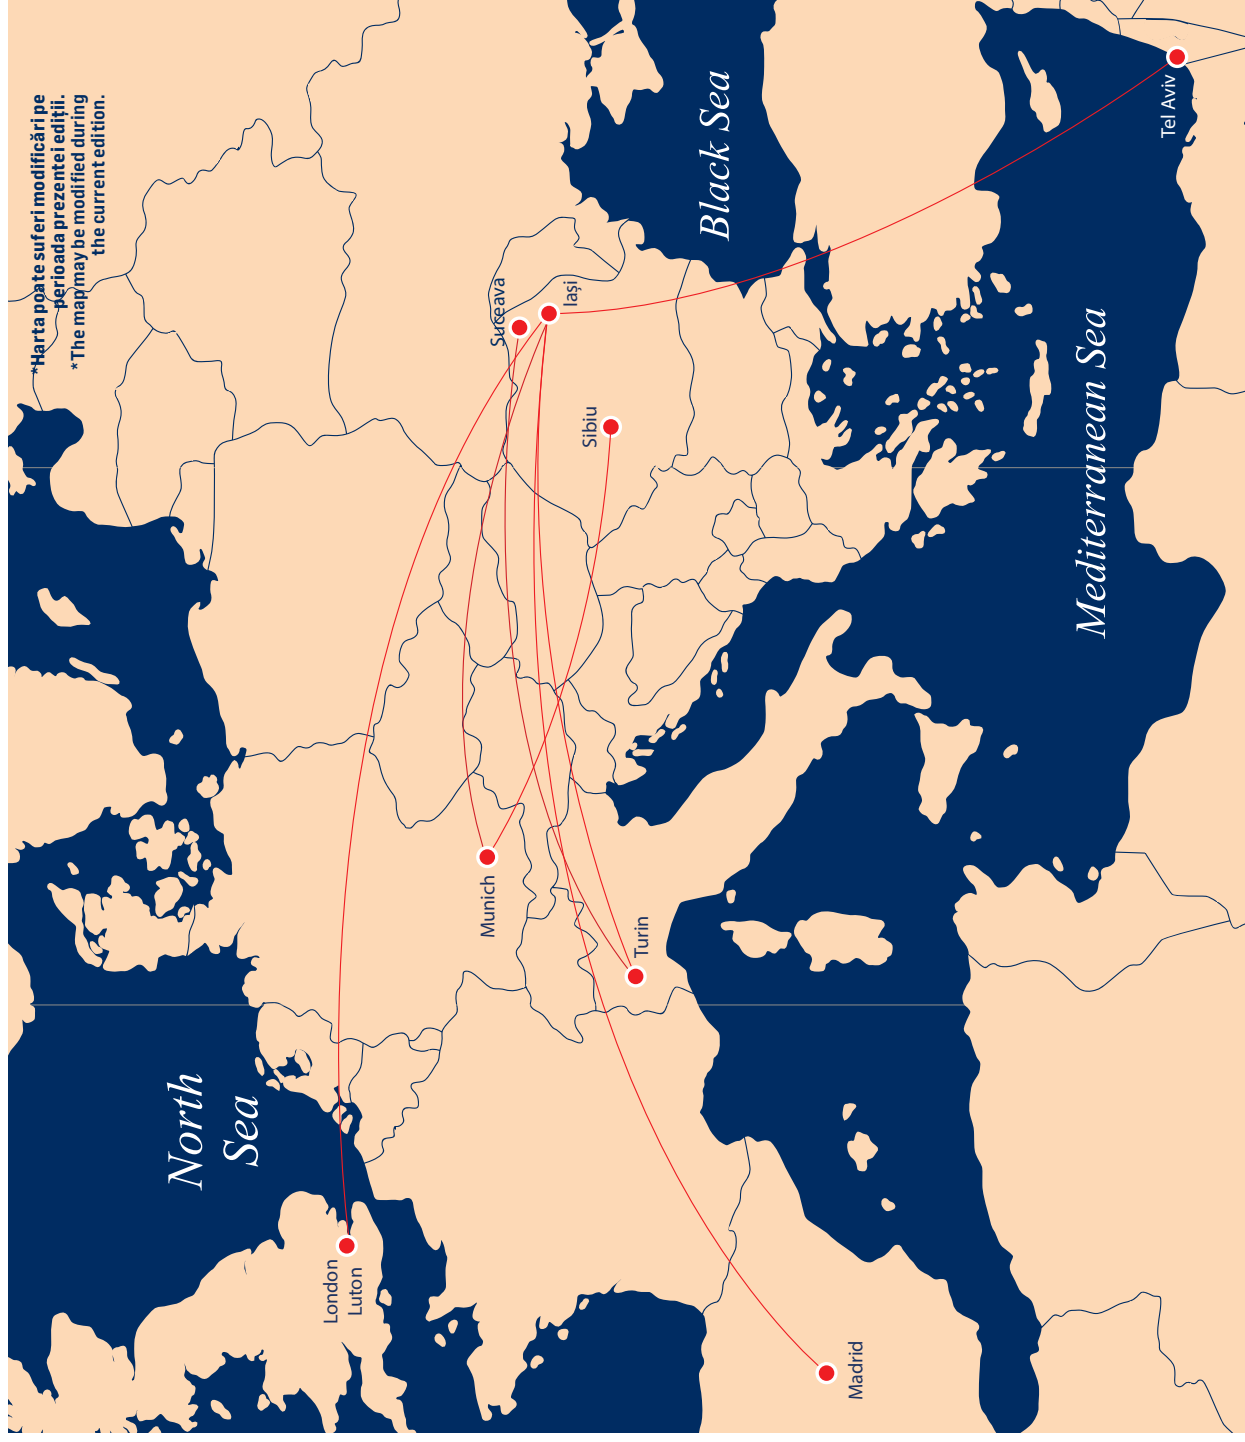 *Harta poate suferi modificări pe
perioada prezentei ediții.
*The map may be modified during
the current edition.
North
Sea
London
Luton
Munich
Suceava
Iași
Sibiu
Turin
Black Sea
Madrid
Mediterranean Sea
Tel Aviv